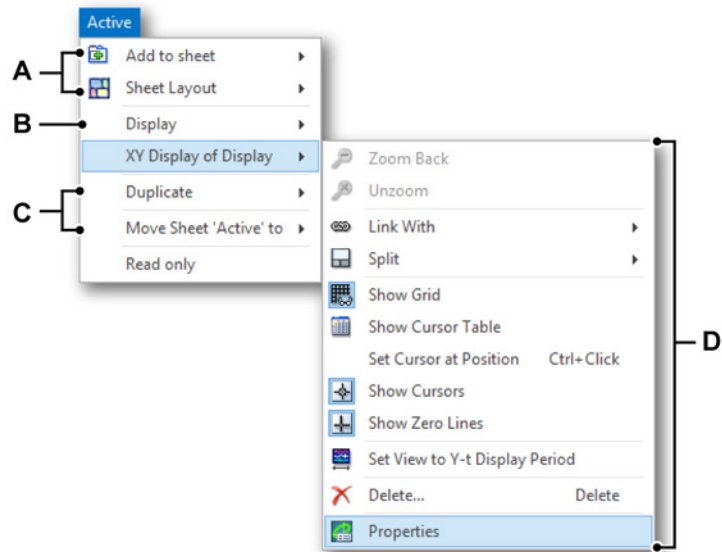 Active
A
Add to sheet
Sheet Layout
B
Display
XY Display of Display
C
Duplicate
Move Sheet 'Active' to
Read only
Zoom Back
Unzoom
Link With
Split
Show Grid
Show Cursor Table
Set Cursor at Position Ctrl+Click
Show Cursors
Show Zero Lines
Set View to Y-t Display Period
Delete... Delete
Properties
D